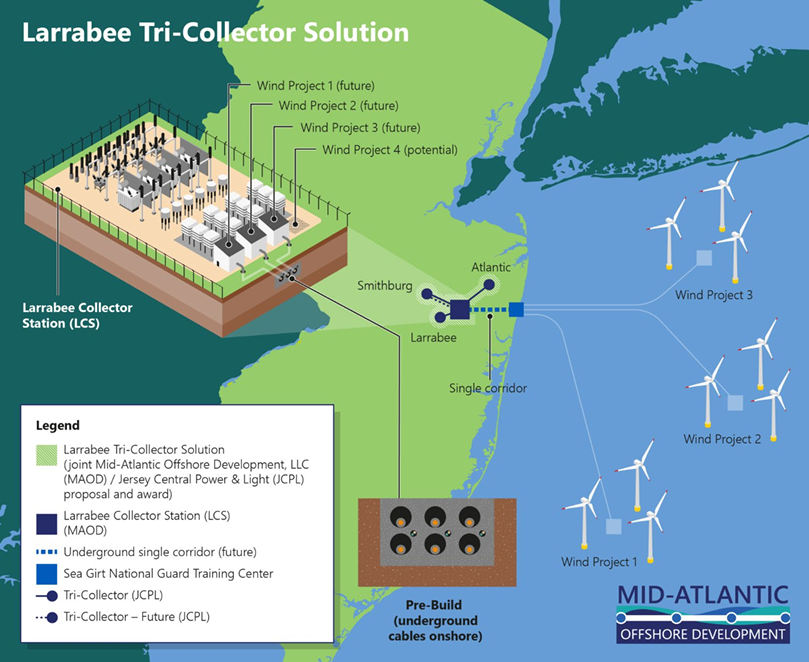 Larrabee Tri-Collector Solution
Wind Project 1 (future)
Wind Project 2 (future)
Wind Project 3 (future)
Wind Project 4 (potential)
Larrabee Collector
Station (LCS)
Atlantic
Smithburg
Larrabee
Single corridor
Wind Project 3
Wind Project 2
Wind Project 1
Legend
Larrabee Tri-Collector Solution
(joint Mid-Atlantic Offshore Development, LLC
(MAOD) / Jersey Central Power & Light (JCPL)
proposal and award)
Larrabee Collector Station (LCS)
(MAOD)
Underground single corridor (future)
Sea Girt National Guard Training Center
Tri-Collector (JCPL)
Tri-Collector – Future (JCPL)
Pre-Build
(underground
cables onshore)
MID-ATLANTIC
OFFSHORE DEVELOPMENT